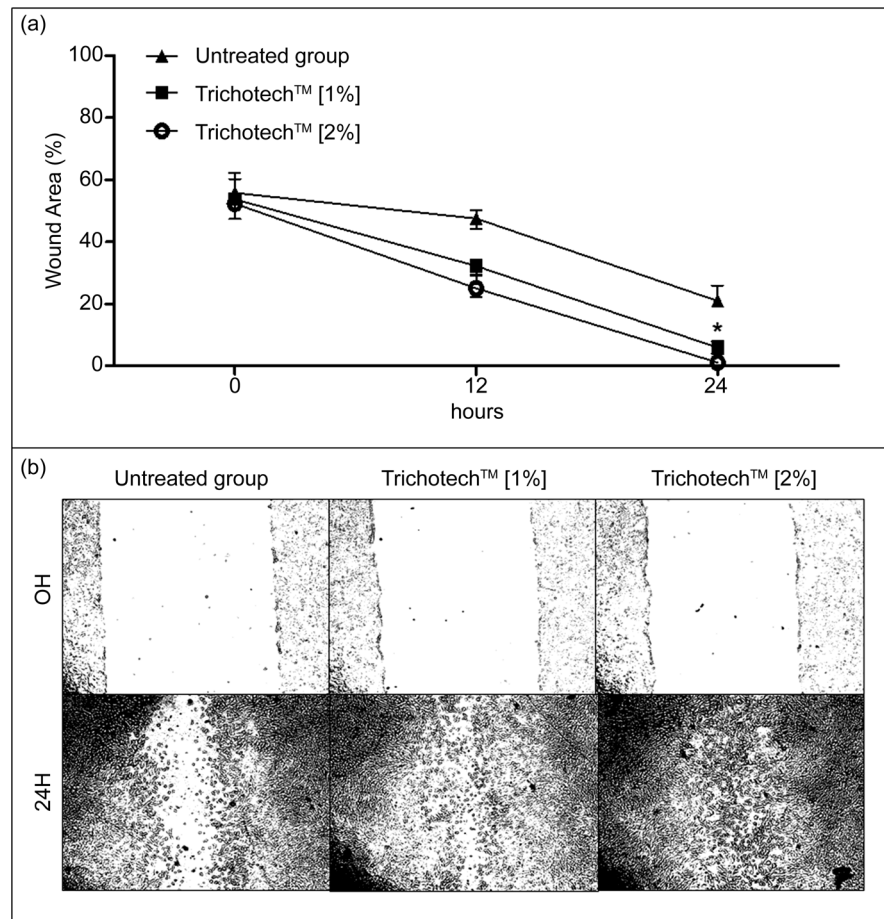 (a)
100
80
60
40
20
0
Wound Area (%)
Untreated group
Trichotech™ [1%]
Trichotech™ [2%]
*
0 12 24
hours
(b)
Untreated group Trichotech™ [1%] Trichotech™ [2%]
OH
24H